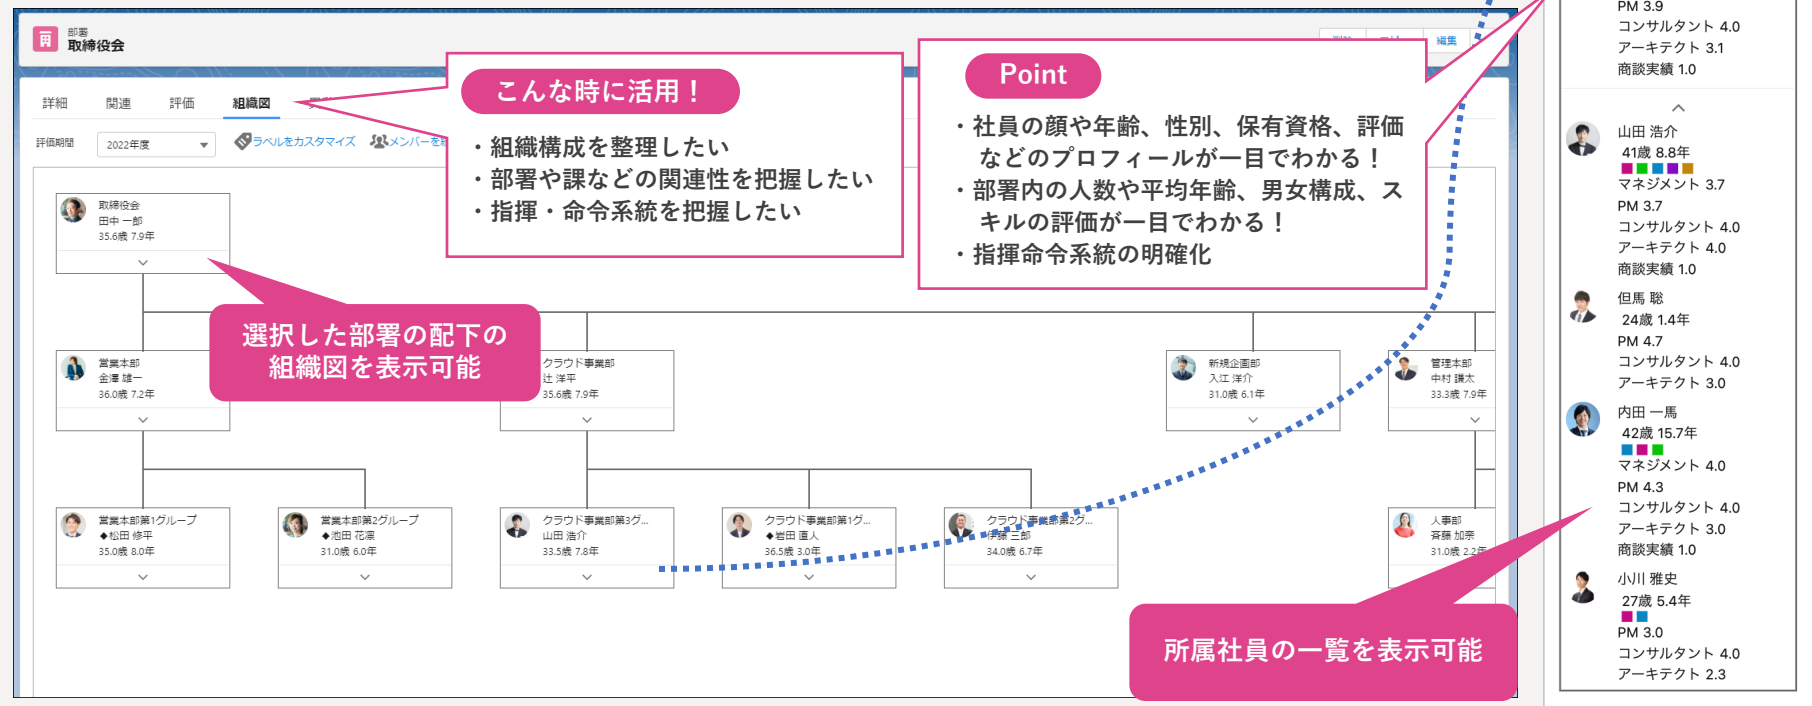 部署
取締役会
編集
詳細 関連 評価 組織図
評価期間 2022年度 ラベルをカスタマイズ メンバーを
こんな時に活用！
・組織構成を整理したい
・部署や課などの関連性を把握したい
・指揮・命令系統を把握したい
Point
・社員の顔や年齢、性別、保有資格、評価
などのプロフィールが一目でわかる！
・部署内の人数や平均年齢、男女構成、ス
キルの評価が一目でわかる！
・指揮命令系統の明確化
取締役会
田中 一郎
35.6歳 7.9年
選択した部署の配下の
組織図を表示可能
営業本部
金澤 雄一
36.0歳 7.2年
クラウド事業部
辻 洋平
35.6歳 7.9年
新規企画部
入江 洋介
31.0歳 6.1年
管理本部
中村 謙太
33.3歳 7.9年
営業本部第1グループ
◆松田 修平
35.0歳 8.0年
営業本部第2グループ
◆池田 花凛
31.0歳 6.0年
クラウド事業部第3グ...
山田 浩介
33.5歳 7.8年
クラウド事業部第1グ...
◆岩田 直人
36.5歳 3.0年
クラウド事業部第2グ...
伊藤 三郎
34.0歳 6.7年
人事部
斉藤 加奈
31.0歳 2.2年
所属社員の一覧を表示可能
PM 3.9
コンサルタント 4.0
アーキテクト 3.1
商談実績 1.0
山田 浩介
41歳 8.8年
マネジメント 3.7
PM 3.7
コンサルタント 4.0
アーキテクト 4.0
商談実績 1.0
但馬 聡
24歳 1.4年
PM 4.7
コンサルタント 4.0
アーキテクト 3.0
内田 一馬
42歳 15.7年
マネジメント 4.0
PM 4.3
コンサルタント 4.0
アーキテクト 3.0
商談実績 1.0
小川 雅史
27歳 5.4年
PM 3.0
コンサルタント 4.0
アーキテクト 2.3